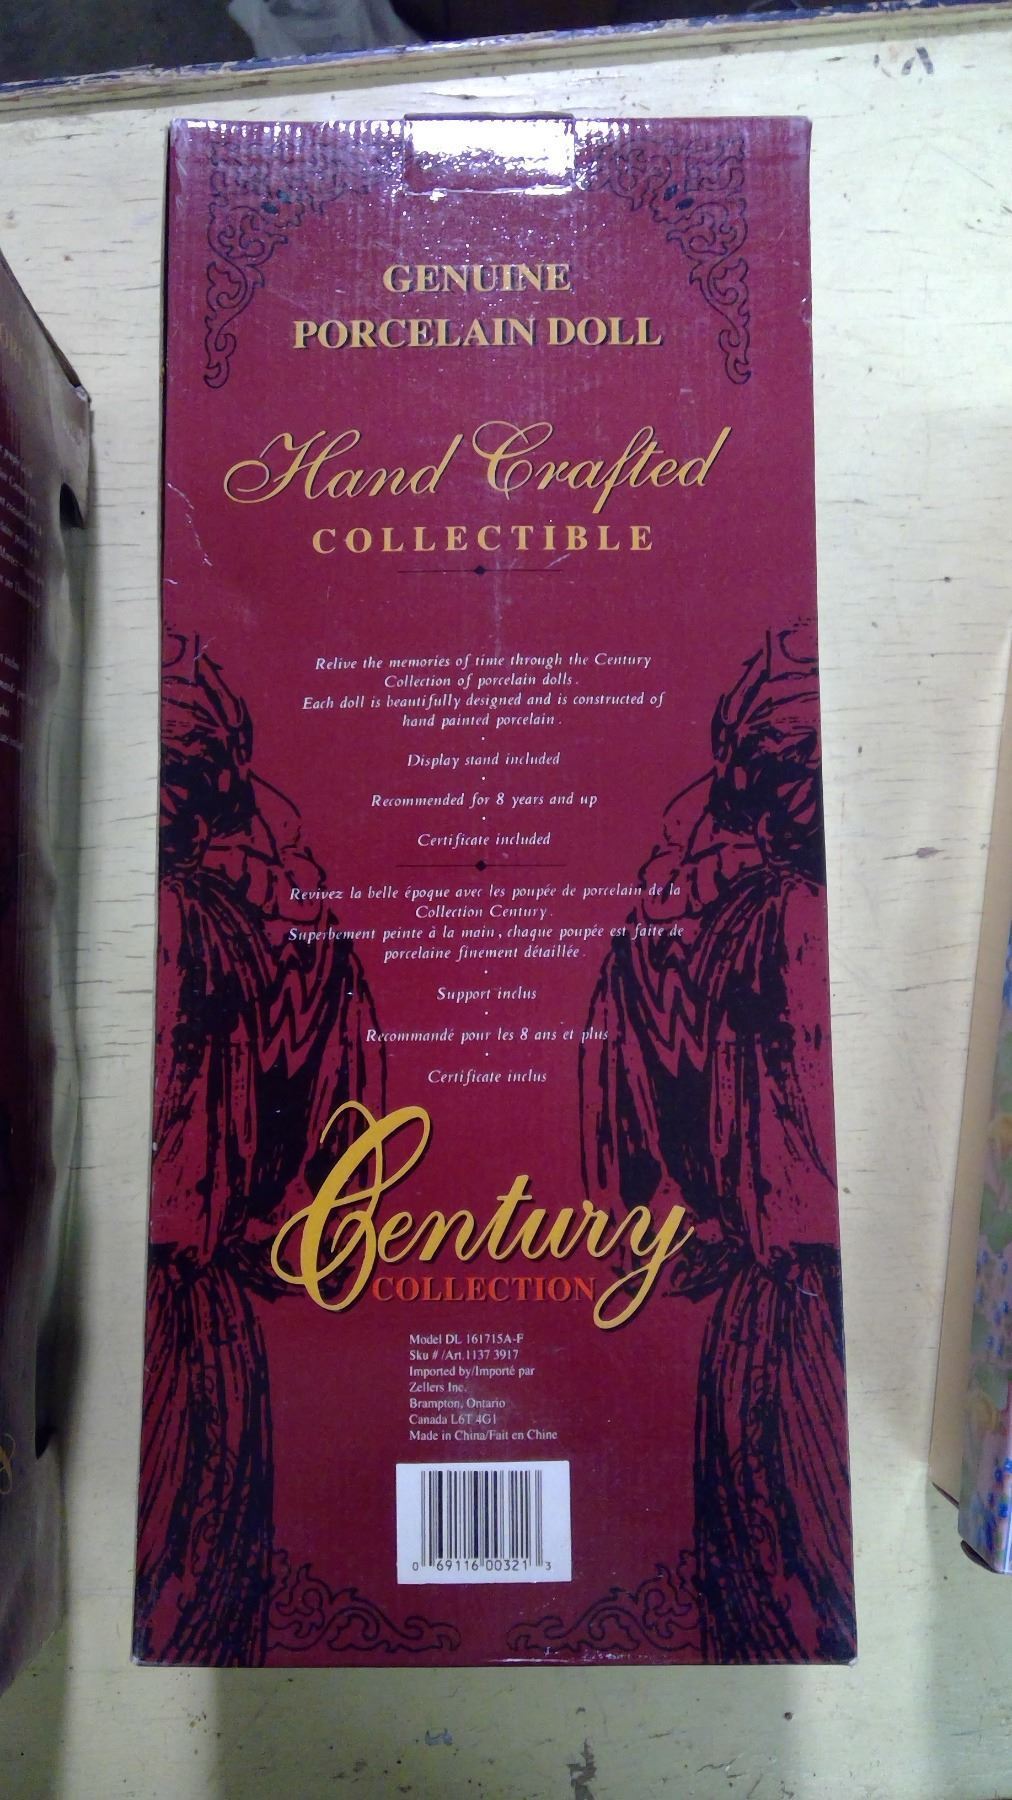 GENUINE
PORCELAIN DOLL
Hand Crafted
COLLECTIBLE
Relive the memories of time through the Century
Collection of porcelain dolls.
Each doll is beautifully designed and is constructed of
hand painted porcelain.
Display stand included
Recommended for 8 years and up
Certificate included
Revivez la belle époque avec les poupée de porcelain de la
Collection Century.
Superbement peinte à la main, chaque poupée est faite de
porcelaine finement détaillée.
Support inclus
Recommandé pour les 8 ans et plus
Certificate inclus
Century
COLLECTION
Model DL 161715A-F
Sku # /Art.1137 3917
Imported by/Importé par
Zellers Inc.
Brampton, Ontario
Canada L6T 4G1
Made in China/Fait en Chine
0 69116 00321 3